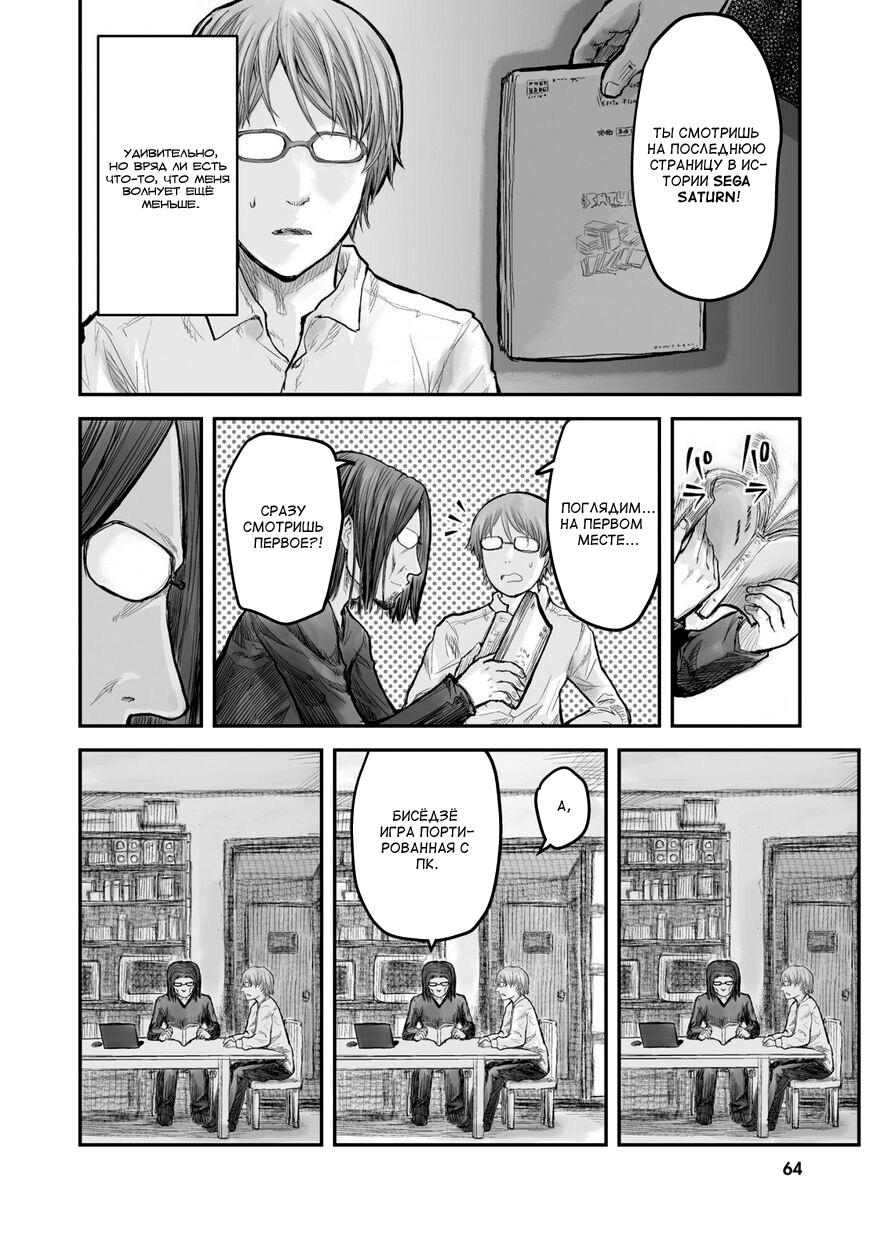 ТЫ СМОТРИШЬ
НА ПОСЛЕДНЮЮ
СТРАНИЦУ В ИС-
ТОРИИ SEGA
SATURN!
УДИВИТЕЛЬНО,
НО ВРЯД ЛИ ЕСТЬ
ЧТО-ТО, ЧТО МЕНЯ
ВОЛНУЕТ ЕЩЁ
МЕНЬШЕ.
ПОГЛЯДИМ...
НА ПЕРВОМ
МЕСТЕ...
СРАЗУ
СМОТРИШЬ
ПЕРВОЕ?!
А,
БИСЁДЗЁ
ИГРА ПОРТИ-
РОВАННАЯ С
ПК.
64